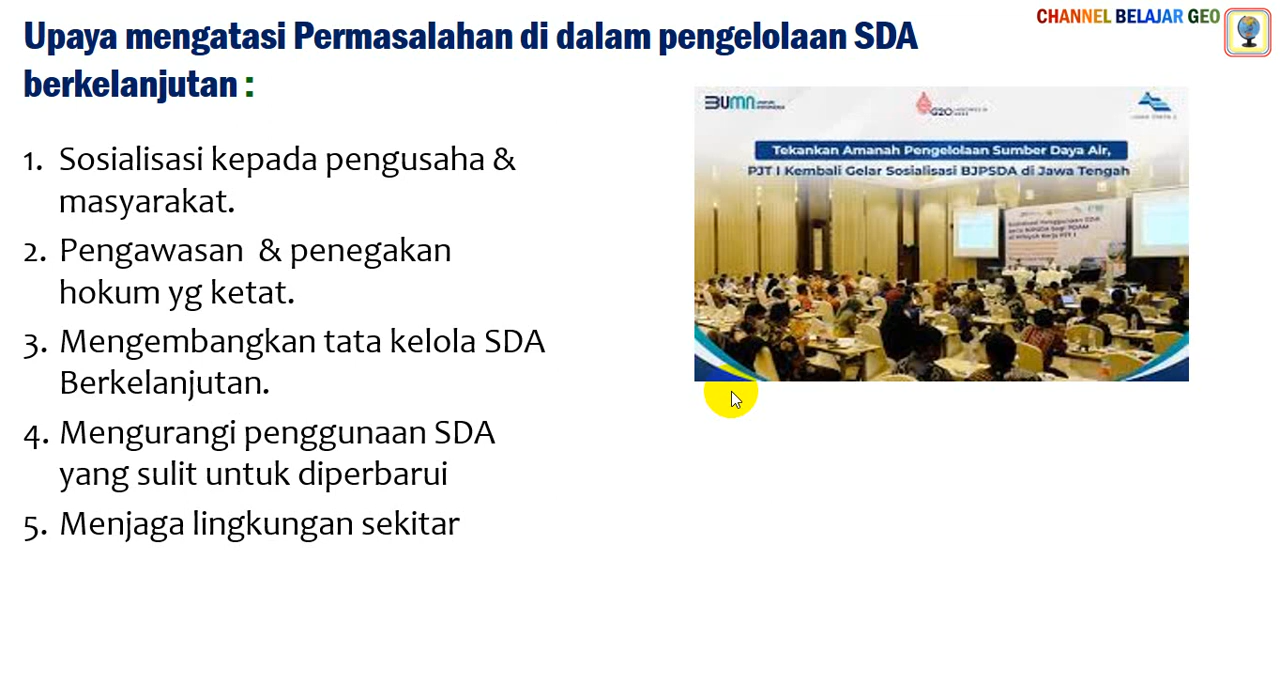 CHANNEL BELAJAR GEO
Upaya mengatasi Permasalahan di dalam pengelolaan SDA
berkelanjutan :
1. Sosialisasi kepada pengusaha &
masyarakat.
2. Pengawasan & penegakan
hokum yg ketat.
3. Mengembangkan tata kelola SDA
Berkelanjutan.
4. Mengurangi penggunaan SDA
yang sulit untuk diperbarui
5. Menjaga lingkungan sekitar
BUMN
G20
Tekankan Amanah Pengelolaan Sumber Daya Air,
PJT I Kembali Gelar Sosialisasi BJPSDA di Jawa Tengah